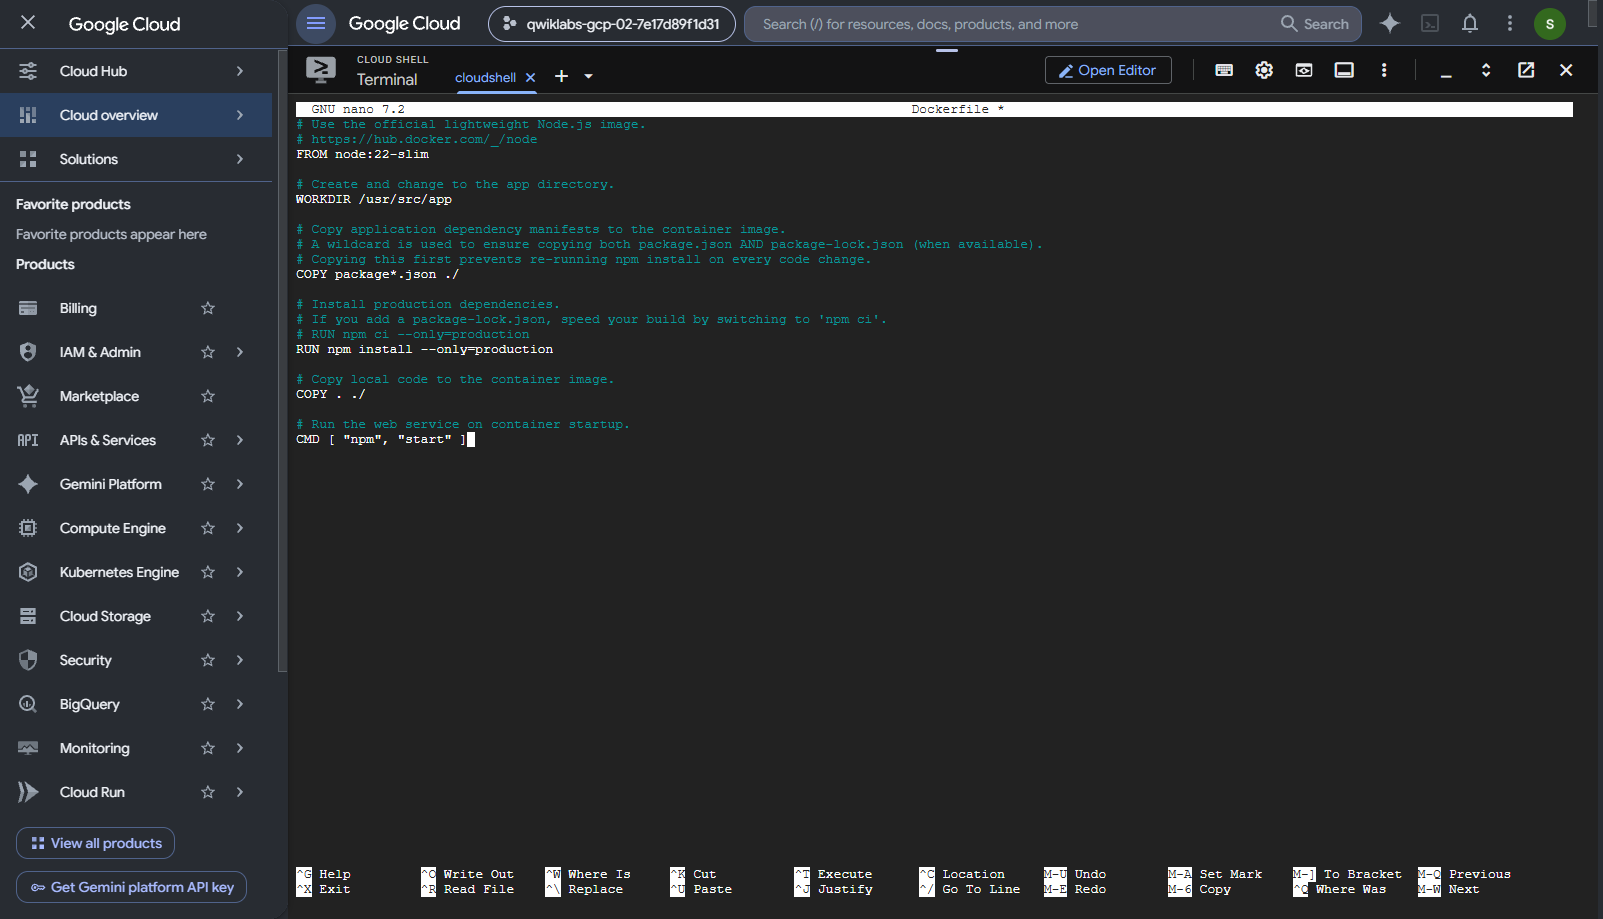 Google Cloud
Cloud Hub
Cloud overview
Solutions
Favorite products
Favorite products appear here
Products
Billing
IAM & Admin
Marketplace
API APIs & Services
Gemini Platform
Compute Engine
Kubernetes Engine
Cloud Storage
Security
BigQuery
Monitoring
Cloud Run
View all products
Get Gemini platform API key
Google Cloud qwiklabs-gcp-02-7e17d89f1d31 Search (/) for resources, docs, products, and more Search S
CLOUD SHELL
Terminal cloudshell Open Editor
GNU nano 7.2 Dockerfile *
# Use the official lightweight Node.js image.
# https://hub.docker.com/_/node
FROM node:22-slim
# Create and change to the app directory.
WORKDIR /usr/src/app
# Copy application dependency manifests to the container image.
# A wildcard is used to ensure copying both package.json AND package-lock.json (when available).
# Copying this first prevents re-running npm install on every code change.
COPY package*.json ./
# Install production dependencies.
# If you add a package-lock.json, speed your build by switching to 'npm ci'.
# RUN npm ci --only=production
RUN npm install --only=production
# Copy local code to the container image.
COPY . ./
# Run the web service on container startup.
CMD [ "npm", "start" ]
^G Help ^O Write Out ^W Where Is ^K Cut ^T Execute ^C Location M-U Undo M-A Set Mark M-] To Bracket M-Q Previous
^X Exit ^R Read File ^\ Replace ^U Paste ^J Justify ^/ Go To Line M-E Redo M-6 Copy ^Q Where Was M-W Next